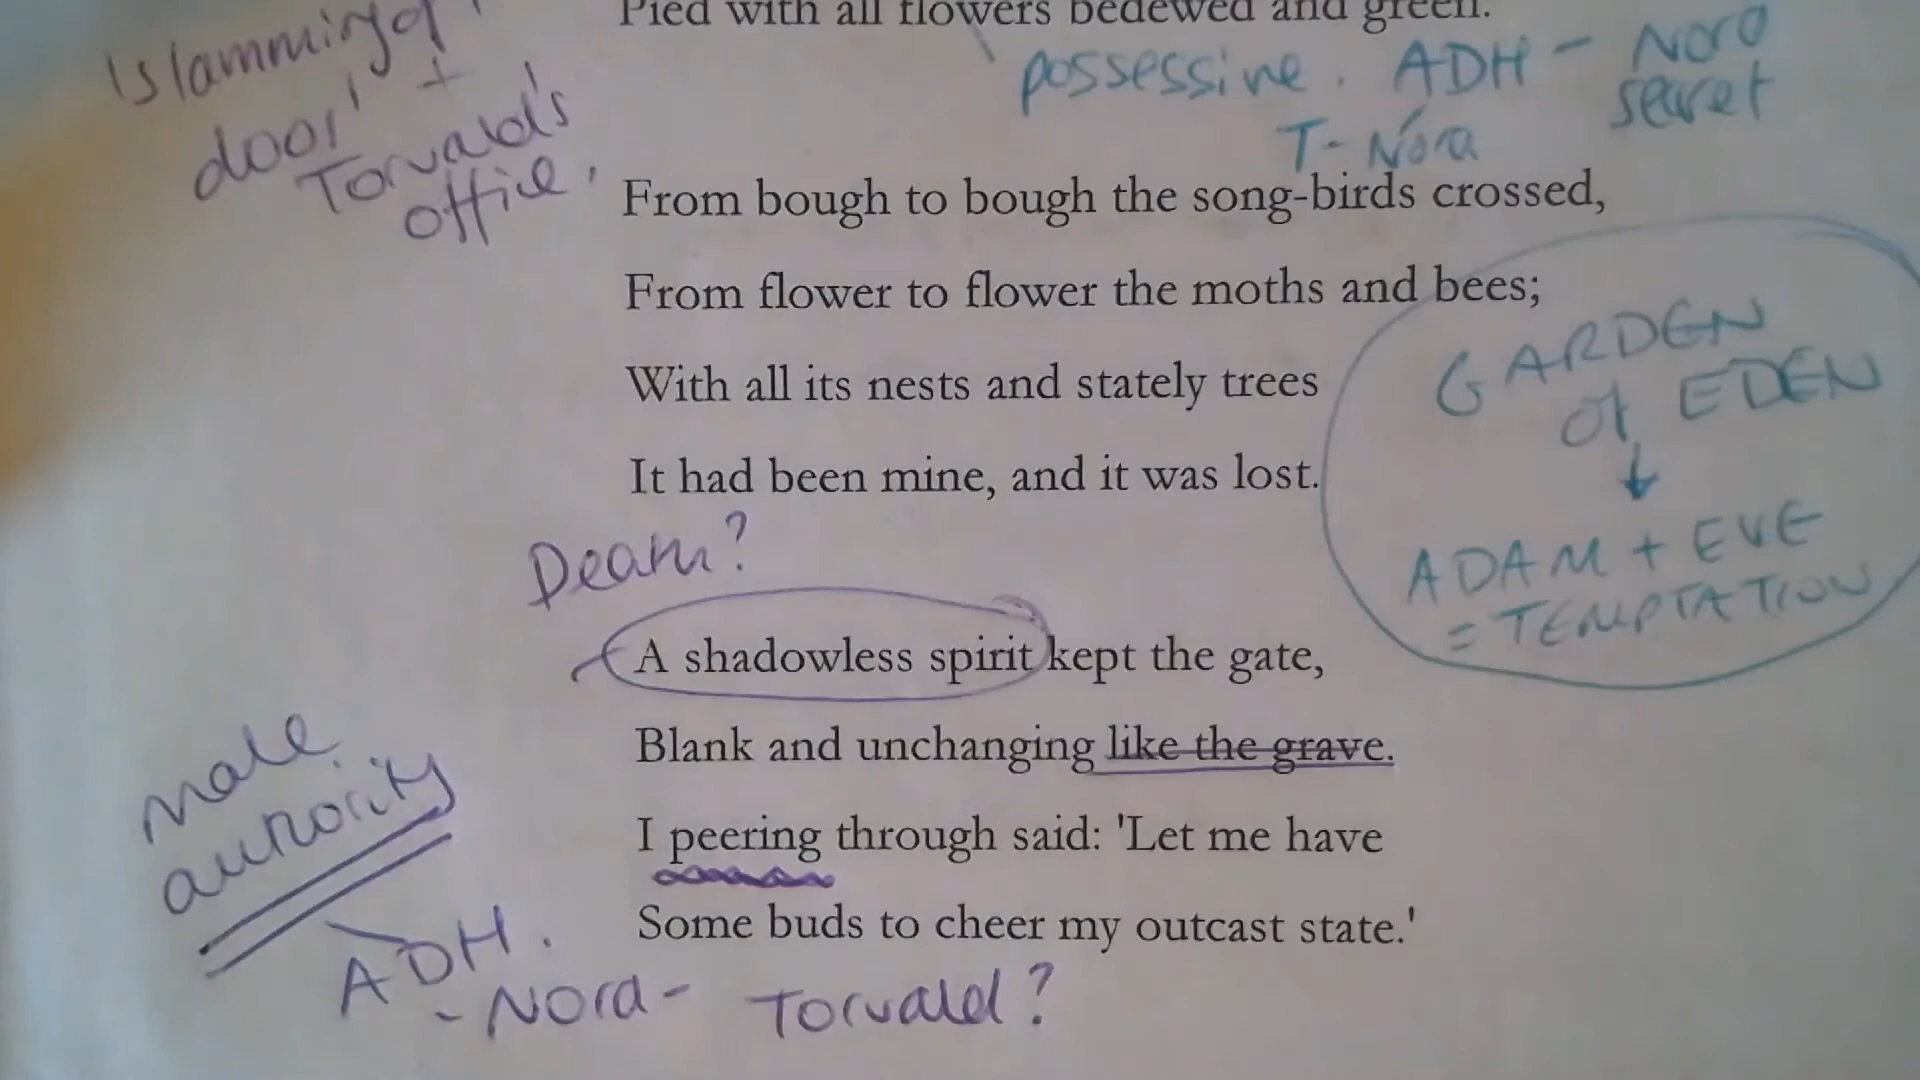 Pied with all flowers bedewed and green.
'slamming of
door' +
Torvald's
office.
possessive. ADH - Nora
secret
T- Nora
From bough to bough the song-birds crossed,
From flower to flower the moths and bees;
With all its nests and stately trees
It had been mine, and it was lost.
GARDEN
of EDEN
ADAM + EVE
= TEMPTATION
Death?
A shadowless spirit kept the gate,
Blank and unchanging like the grave.
I peering through said: 'Let me have
Some buds to cheer my outcast state.'
male
authority
ADH.
- Nora - Torvald?